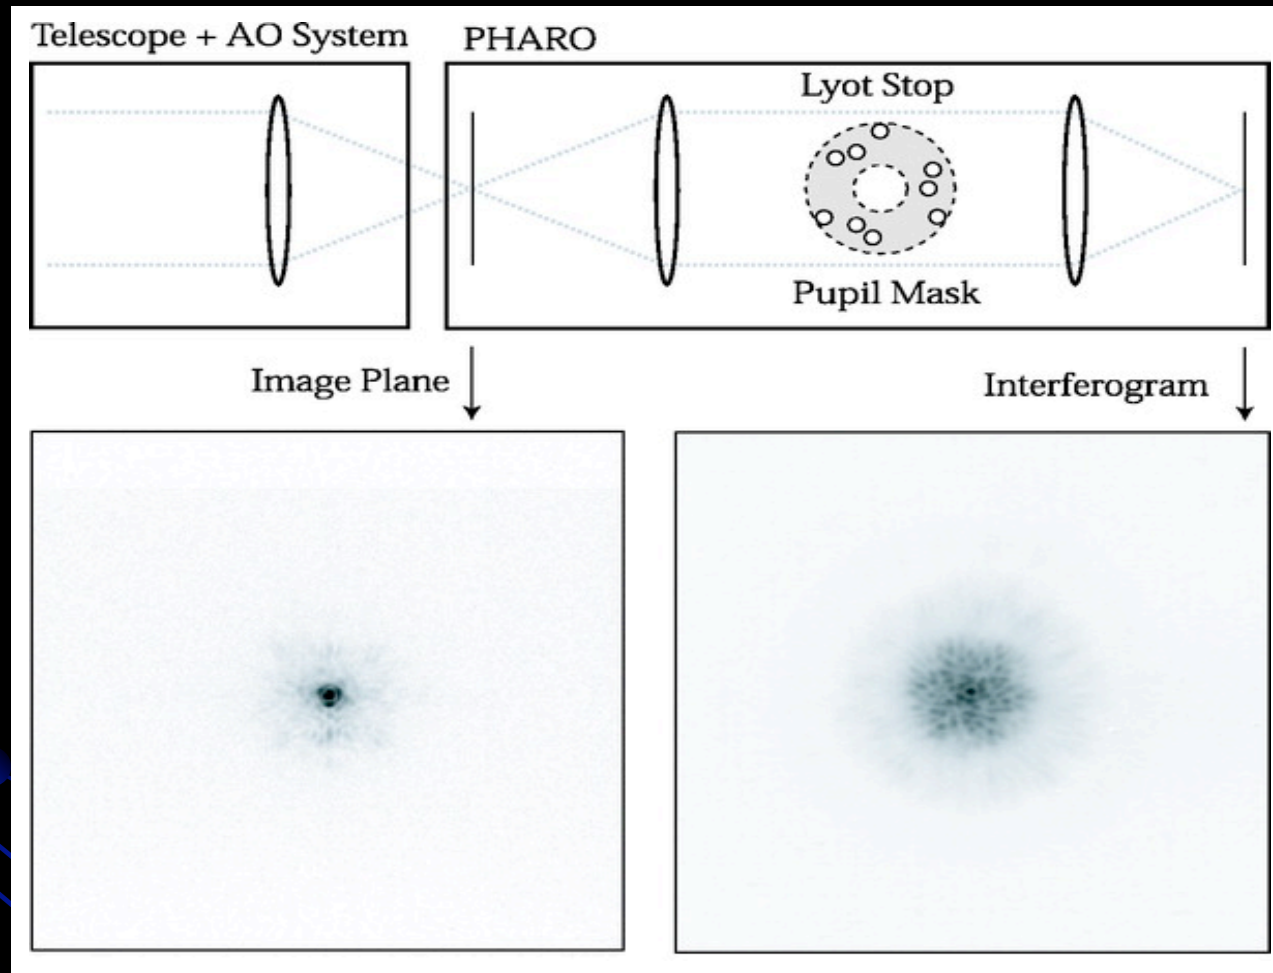 Telescope + AO System
PHARO
Lyot Stop
Pupil Mask
Image Plane
Interferogram